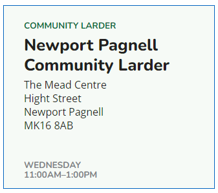 COMMUNITY LARDER
Newport Pagnell
Community Larder
The Mead Centre
Hight Street
Newport Pagnell
MK16 8AB
WEDNESDAY
11:00AM–1:00PM